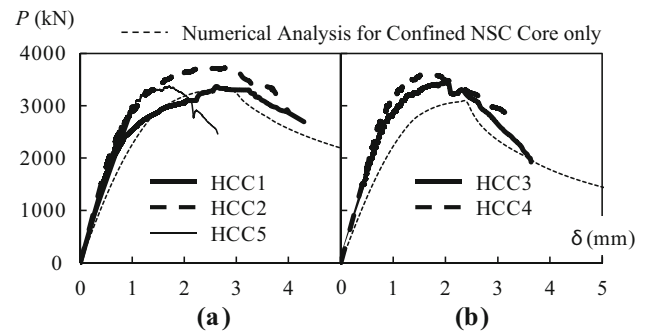 P (kN)
-------- Numerical Analysis for Confined NSC Core only
4000
(a)
(b)
3000
2000
1000
0
HCC1
HCC2
HCC5
HCC3
HCC4
δ (mm)
0 1 2 3 4 0 1 2 3 4 5
(a) (b)